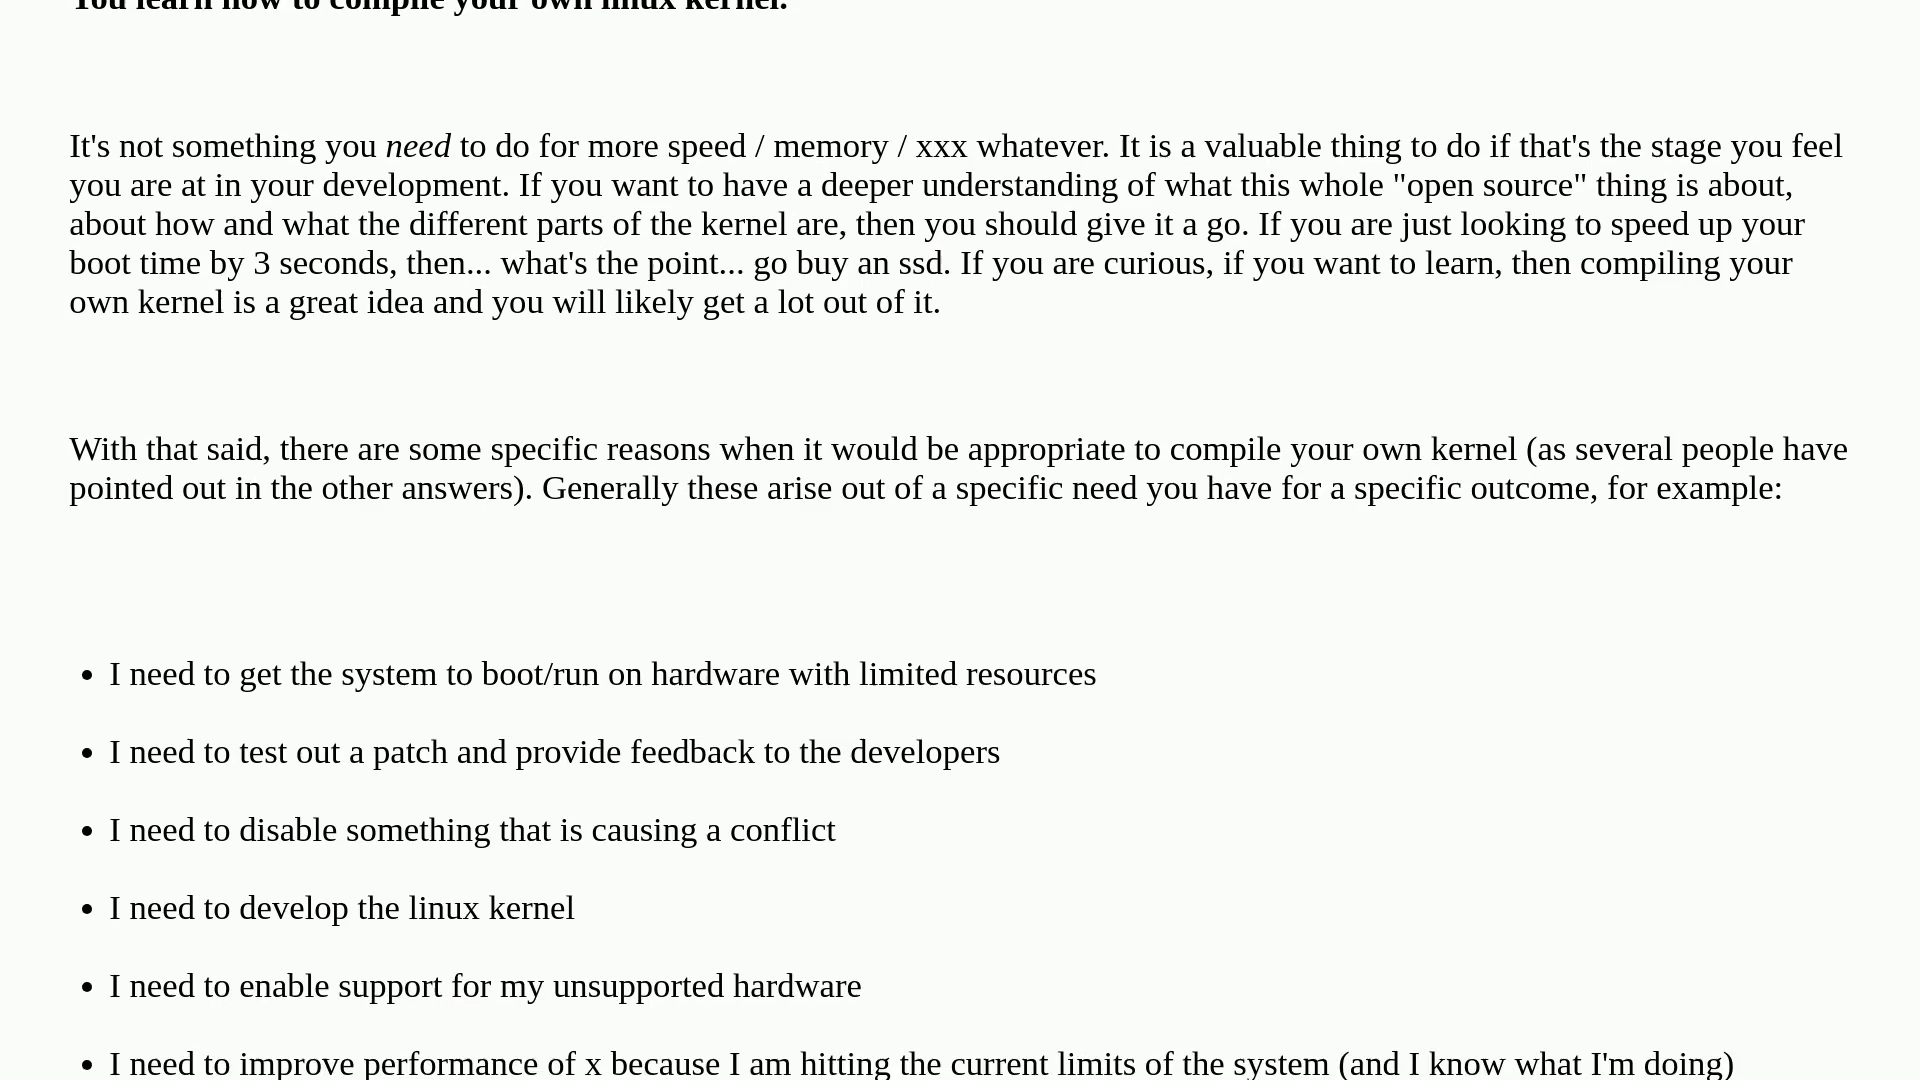 You learn how to compile your own linux kernel.
It's not something you need to do for more speed / memory / xxx whatever. It is a valuable thing to do if that's the stage you feel
you are at in your development. If you want to have a deeper understanding of what this whole "open source" thing is about,
about how and what the different parts of the kernel are, then you should give it a go. If you are just looking to speed up your
boot time by 3 seconds, then... what's the point... go buy an ssd. If you are curious, if you want to learn, then compiling your
own kernel is a great idea and you will likely get a lot out of it.
With that said, there are some specific reasons when it would be appropriate to compile your own kernel (as several people have
pointed out in the other answers). Generally these arise out of a specific need you have for a specific outcome, for example:
• I need to get the system to boot/run on hardware with limited resources
• I need to test out a patch and provide feedback to the developers
• I need to disable something that is causing a conflict
• I need to develop the linux kernel
• I need to enable support for my unsupported hardware
• I need to improve performance of x because I am hitting the current limits of the system (and I know what I'm doing)